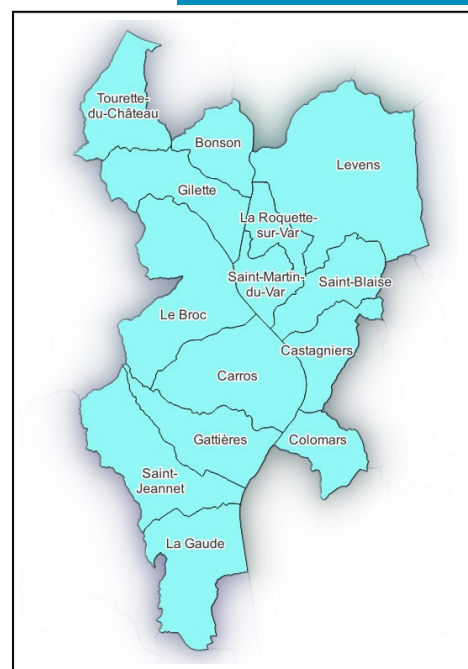 Tourette-
du-Château
Bonson
Levens
Gilette
La Roquette-
sur-Var
Saint-Martin-
du-Var
Saint-Blaise
Le Broc
Castagniers
Carros
Gattières
Colomars
Saint-
Jeannet
La Gaude